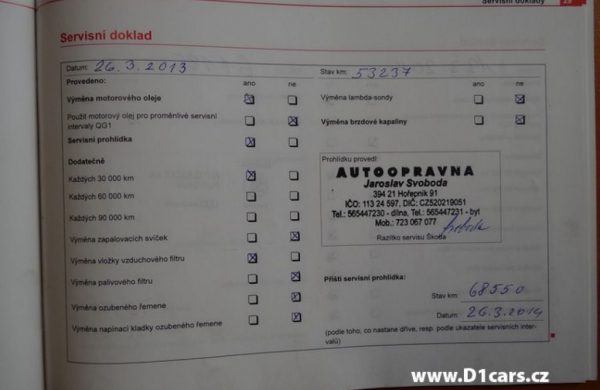 Servisní doklady 29
Servisní doklad
Datum: 26.3.2013
Stav km: 53237
Provedeno:
ano ne
ano ne
Výměna motorového oleje
Použit motorový olej pro proměnlivé servisní
intervaly QG1
Servisní prohlídka
Dodatečně
Každých 30 000 km
Každých 60 000 km
Každých 90 000 km
Výměna zapalovacích svíček
Výměna vložky vzduchového filtru
Výměna palivového filtru
Výměna ozubeného řemene
Výměna napínací kladky ozubeného řemene
Výměna lambda-sondy
Výměna brzdové kapaliny
Prohlídku provedl:
AUTOOPRAVNA
Jaroslav Svoboda
394 21 Hořepník 91
IČO: 113 24 597, DIČ: CZ520219051
Tel.: 565447230 - dílna, Tel.: 565447231 - byt
Mob.: 723 067 077
Razítko servisu Škoda
Příští servisní prohlídka:
Stav km: 68550
Datum: 26.3.2014
(podle toho, co nastane dříve, resp. podle ukazatele servisních inter-
valů)
www.D1cars.cz